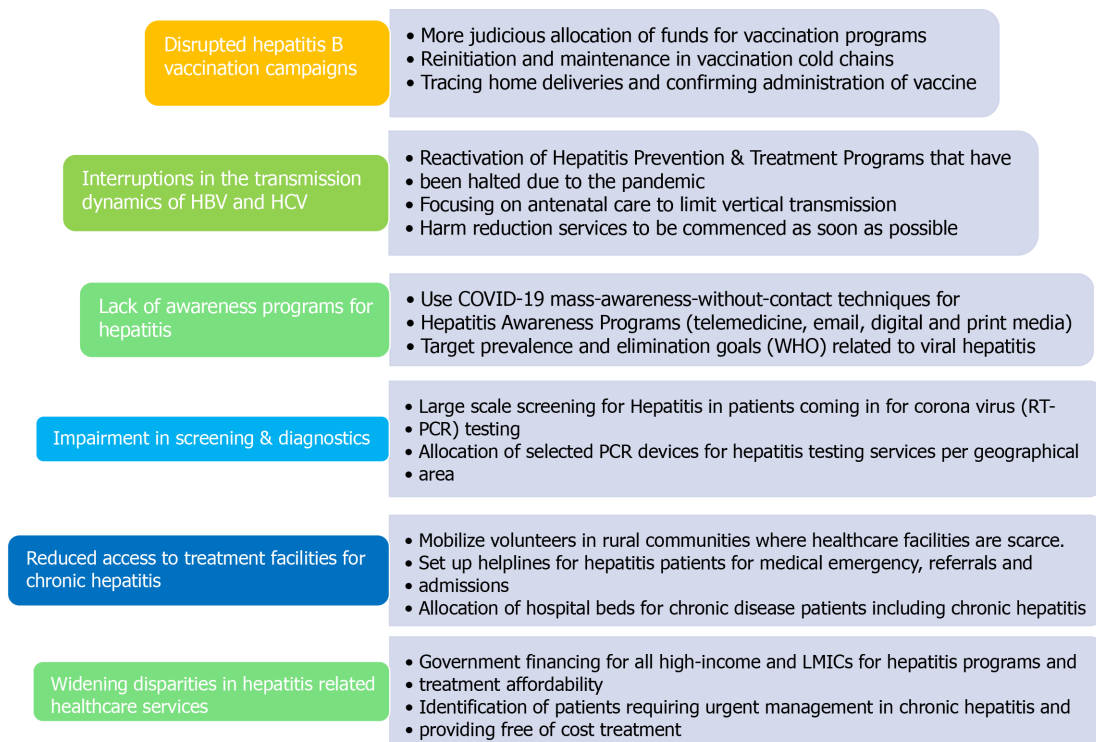 Disrupted hepatitis B
vaccination campaigns
• More judicious allocation of funds for vaccination programs
• Reinitiation and maintenance in vaccination cold chains
• Tracing home deliveries and confirming administration of vaccine
Interruptions in the transmission
dynamics of HBV and HCV
• Reactivation of Hepatitis Prevention & Treatment Programs that have
• been halted due to the pandemic
• Focusing on antenatal care to limit vertical transmission
• Harm reduction services to be commenced as soon as possible
Lack of awareness programs for
hepatitis
• Use COVID-19 mass-awareness-without-contact techniques for
• Hepatitis Awareness Programs (telemedicine, email, digital and print media)
• Target prevalence and elimination goals (WHO) related to viral hepatitis
Impairment in screening & diagnostics
• Large scale screening for Hepatitis in patients coming in for corona virus (RT-
• PCR) testing
• Allocation of selected PCR devices for hepatitis testing services per geographical
• area
Reduced access to treatment facilities for
chronic hepatitis
• Mobilize volunteers in rural communities where healthcare facilities are scarce.
• Set up helplines for hepatitis patients for medical emergency, referrals and
• admissions
• Allocation of hospital beds for chronic disease patients including chronic hepatitis
Widening disparities in hepatitis related
healthcare services
• Government financing for all high-income and LMICs for hepatitis programs and
• treatment affordability
• Identification of patients requiring urgent management in chronic hepatitis and
• providing free of cost treatment